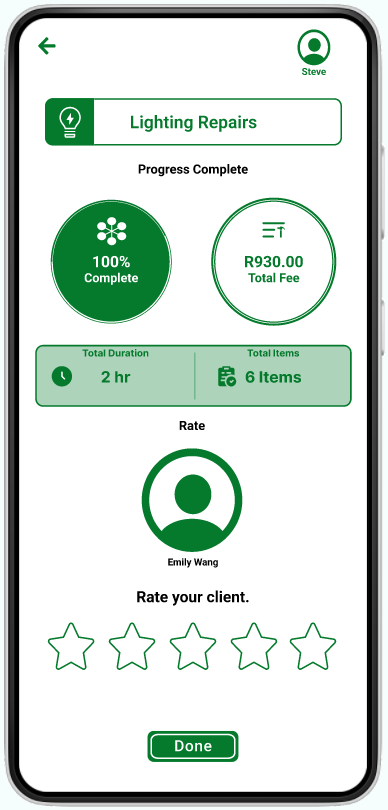 Steve
Lighting Repairs
Progress Complete
100%
Complete
R930.00
Total Fee
Total Duration
2 hr
Total Items
6 Items
Rate
Emily Wang
Rate your client.
Done